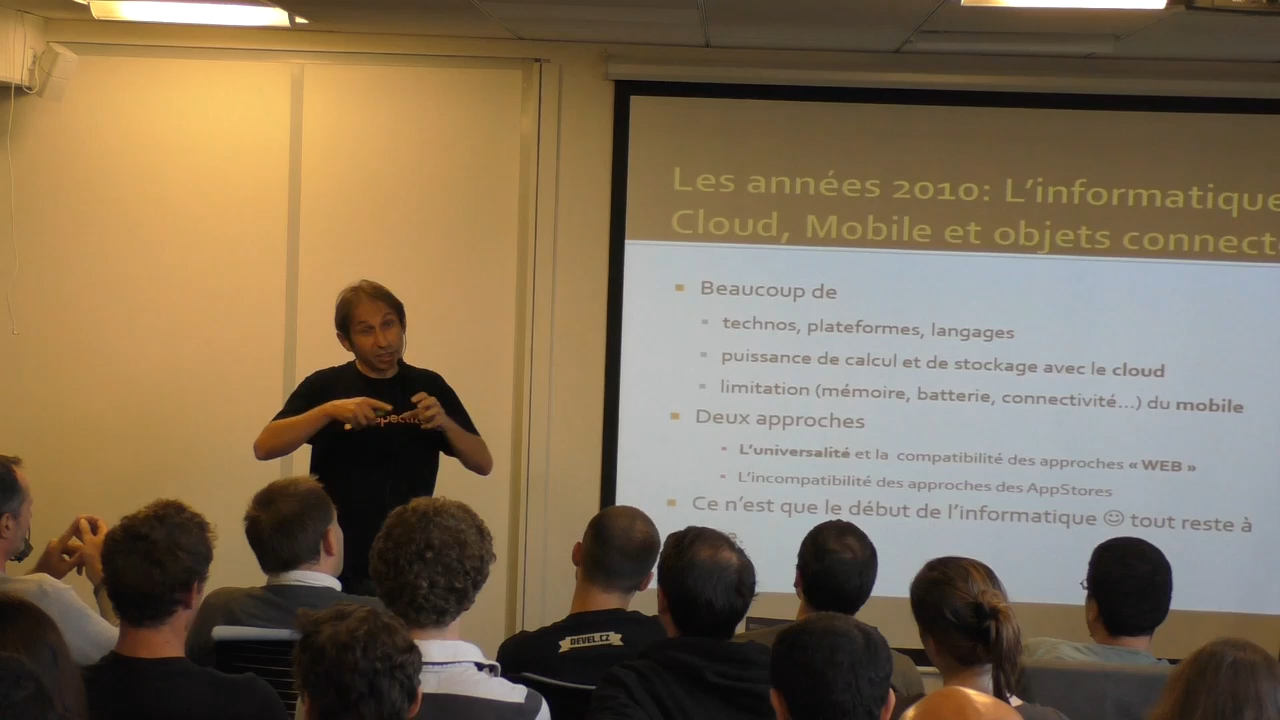 Les années 2010: L'informatique
Cloud, Mobile et objets connect
Beaucoup de
technos, plateformes, langages
puissance de calcul et de stockage avec le cloud
limitation (mémoire, batterie, connectivité...) du mobile
Deux approches
L'universalité et la compatibilité des approches « WEB »
L'incompatibilité des approches des AppStores
Ce n'est que le début de l'informatique ☺ tout reste à
DEVEL.CZ